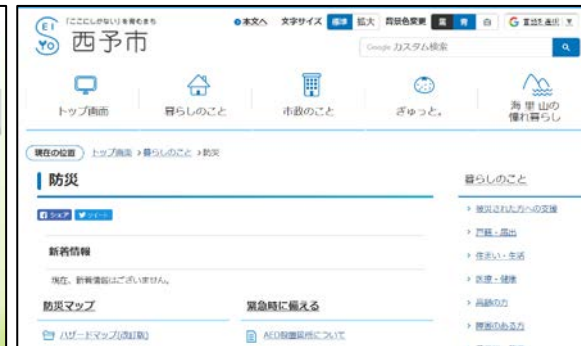 「ここにしかない」を育むまち
西予市
本文へ 文字サイズ 標準 拡大 背景色変更 黒 青 白
Google カスタム検索
トップ画面 暮らしのこと 市政のこと ぎゅっと。 海 里 山の
憧れ暮らし
現在の位置 トップ画面 › 暮らしのこと › 防災
防災
シェア ツイート
新着情報
現在、新着情報はございません。
防災マップ
ハザードマップ(改訂版)
緊急時に備える
AED設置場所について
暮らしのこと
› 被災された方への支援
› 戸籍・届出
› 住まい・生活
› 医療・健康
› 高齢の方
› 障害のある方